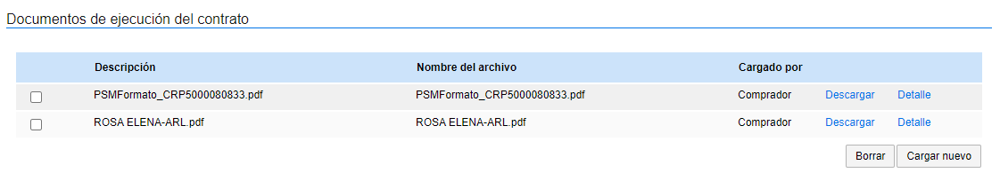 Documentos de ejecución del contrato
Descripción Nombre del archivo Cargado por
PSMFormato_CRP5000080833.pdf PSMFormato_CRP5000080833.pdf Comprador Descargar Detalle
ROSA ELENA-ARL.pdf ROSA ELENA-ARL.pdf Comprador Descargar Detalle
Borrar Cargar nuevo